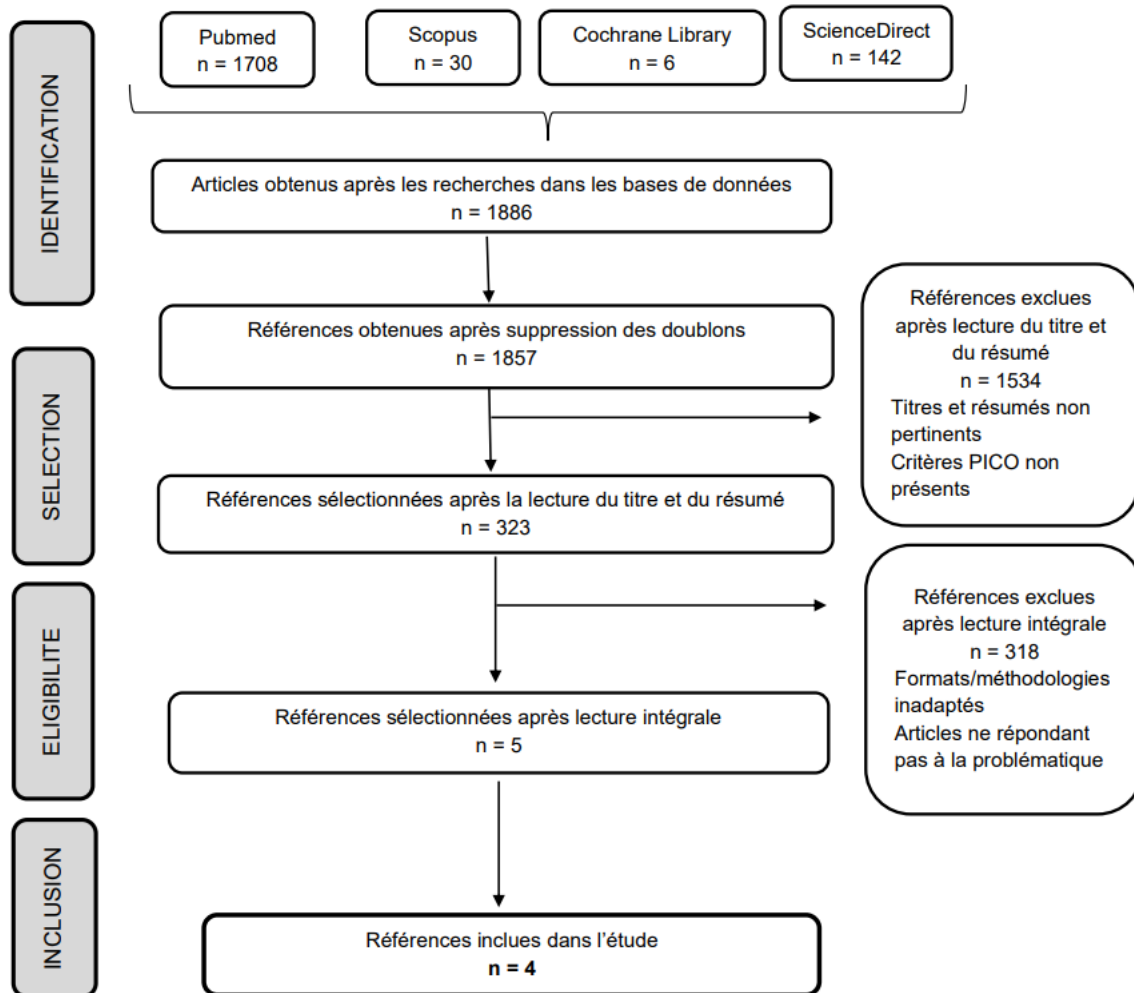 IDENTIFICATION
Pubmed
n = 1708
Scopus
n = 30
Cochrane Library
n = 6
ScienceDirect
n = 142
Articles obtenus après les recherches dans les bases de données
n = 1886
Références obtenues après suppression des doublons
n = 1857
Références exclues
après lecture du titre et
du résumé
n = 1534
Titres et résumés non
pertinents
Critères PICO non
présents
SELECTION
Références sélectionnées après la lecture du titre et du résumé
n = 323
ELIGIBILITE
Références exclues
après lecture intégrale
n = 318
Formats/méthodologies
inadaptés
Articles ne répondant
pas à la problématique
Références sélectionnées après lecture intégrale
n = 5
INCLUSION
Références inclues dans l'étude
n = 4